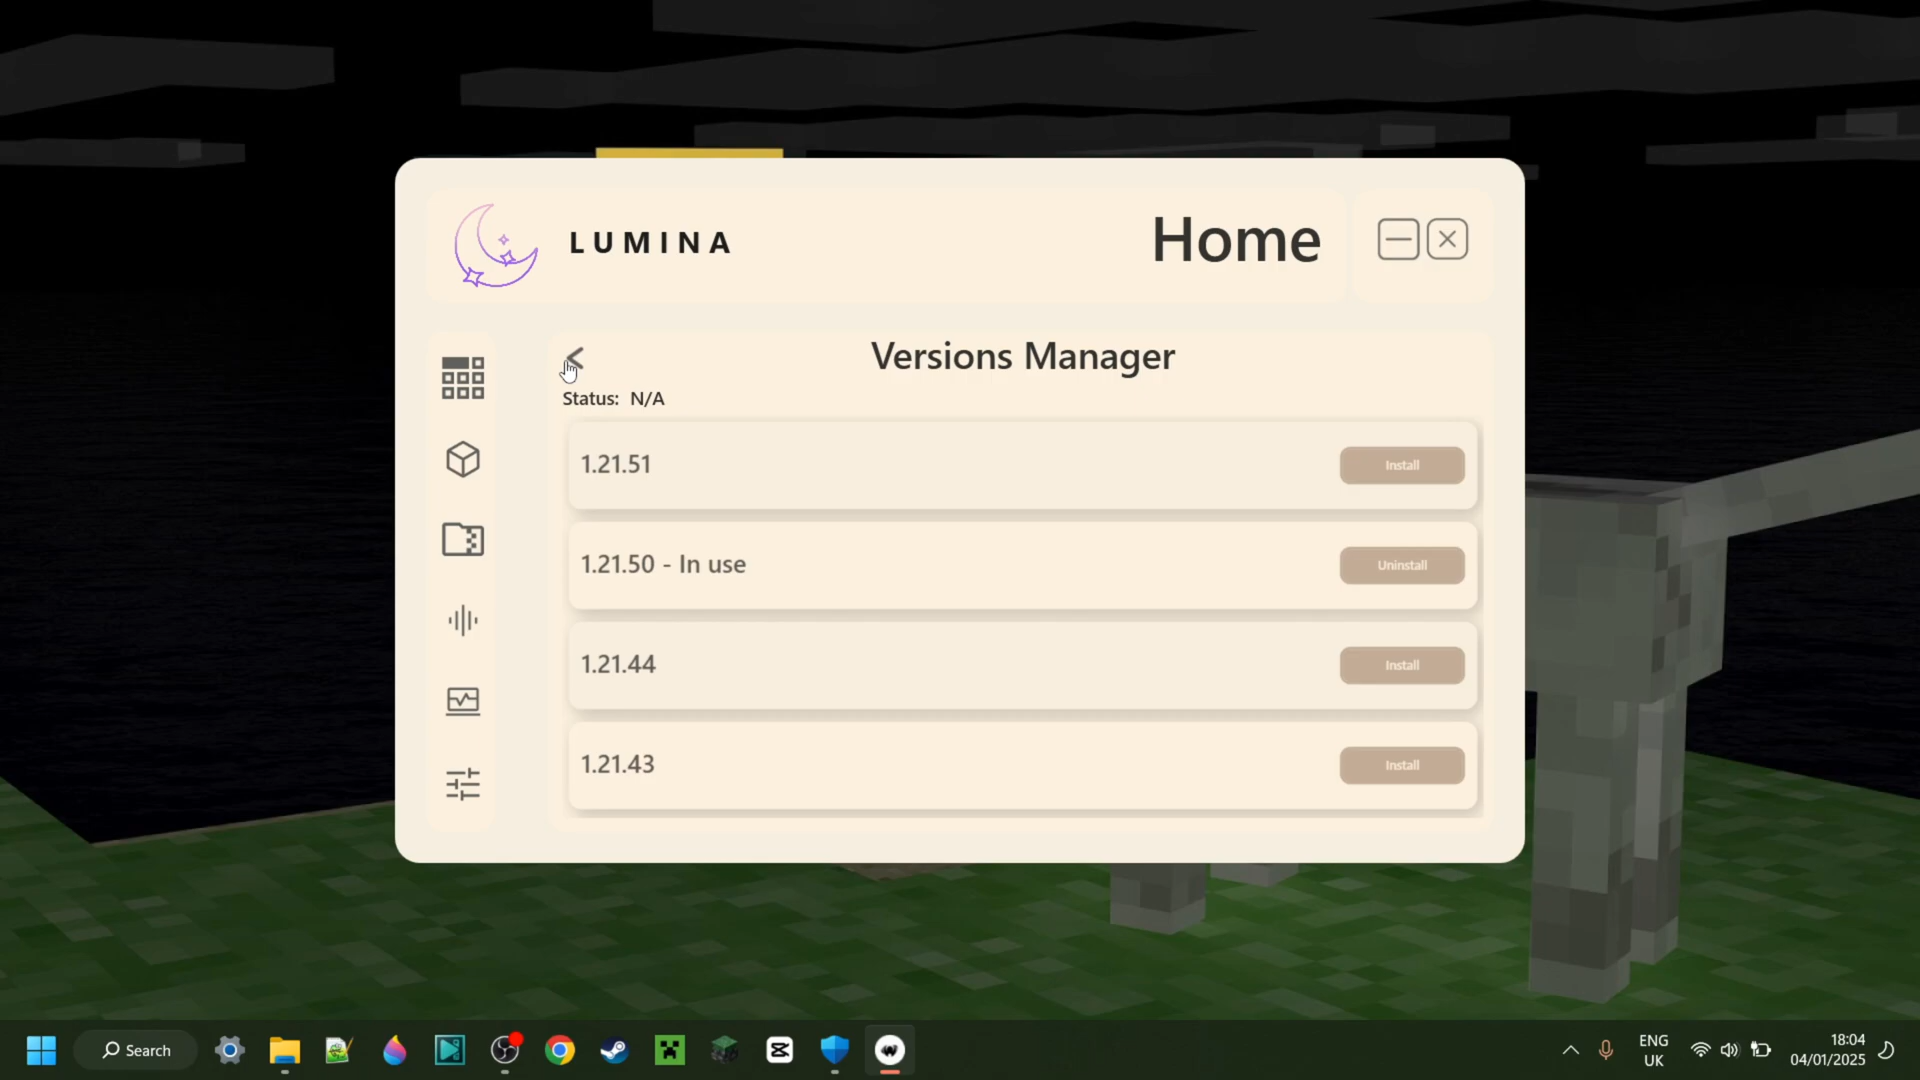 LUMINA
Home
Versions Manager
Status: N/A
1.21.51
Install
1.21.50 - In use
Uninstall
1.21.44
Install
1.21.43
Install
Search
ENG
UK
18:04
04/01/2025